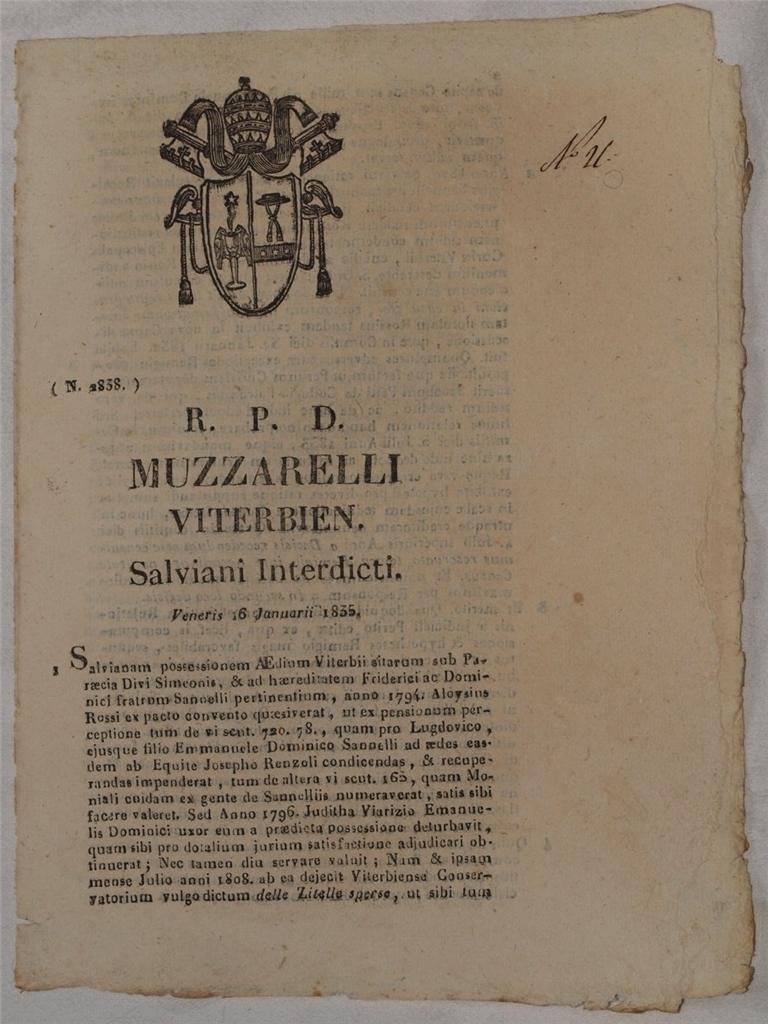 ( N. 2838. )
R. P. D.
MUZZARELLI
VITERBIEN.
Salviani Interdicti.
Veneris 16 Januarii 1835.
Salvianam possessionem ÆEdium Viterbii sitarum sub Pa-
ræcia Divi Simeonis, & ad hæreditatem Friderici ac Domi-
nici fratrum Sannelli pertinentium, anno 1794. Aloysius
Rossi ex pacto convento quæsiverat, ut ex pensionum per-
ceptione tum de vi scut. 720. 78., quam pro Lugdovico,
ejusque filio Emmanuele Dominico Sannelli ad ædes eas-
dem ab Equite Josepho Renzoli condicendas, & recupe-
randas impenderat, tum de altera vi scut. 165, quam Mo-
niali cuidam ex gente de Sannelliis numeraverat, satis sibi
facere valeret. Sed Anno 1796. Juditha Viarizio Emanue-
lis Dominici uxor eum a prædicta possessione deturbavit,
quam sibi pro dotalium jurium satisfactione adjudicari ob-
tinuerat; Nec tamen diu servare valuit; Nam & ipsam
mense Julio anni 1808. ab ea dejecit Viterbiense Conser-
vatorium vulgo dictum delle Zitelle sperse, ut sibi tum